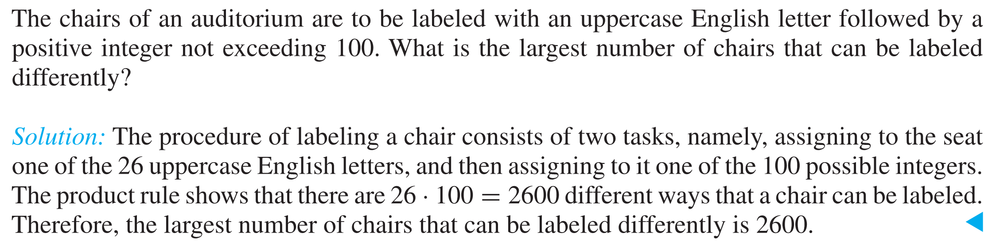 The chairs of an auditorium are to be labeled with an uppercase English letter followed by a
positive integer not exceeding 100. What is the largest number of chairs that can be labeled
differently?
Solution: The procedure of labeling a chair consists of two tasks, namely, assigning to the seat
one of the 26 uppercase English letters, and then assigning to it one of the 100 possible integers.
The product rule shows that there are 26 · 100 = 2600 different ways that a chair can be labeled.
Therefore, the largest number of chairs that can be labeled differently is 2600.